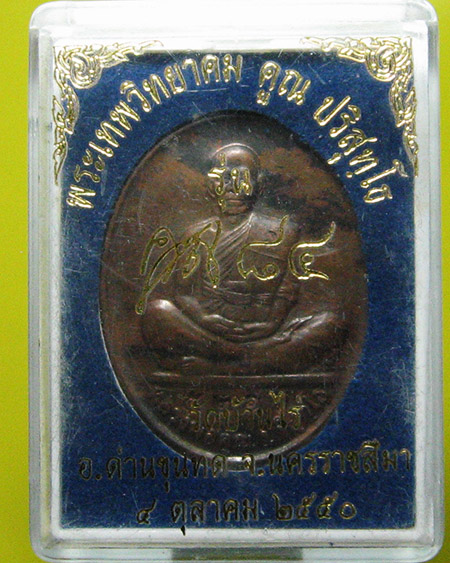 พระเทพวิทยาคม คูณ ปริสุทฺโธ
รุ่น
๘๔
วัดบ้านไร่
อ.ด่านขุนทด จ.นครราชสีมา
๔ ตุลาคม ๒๕๕๐